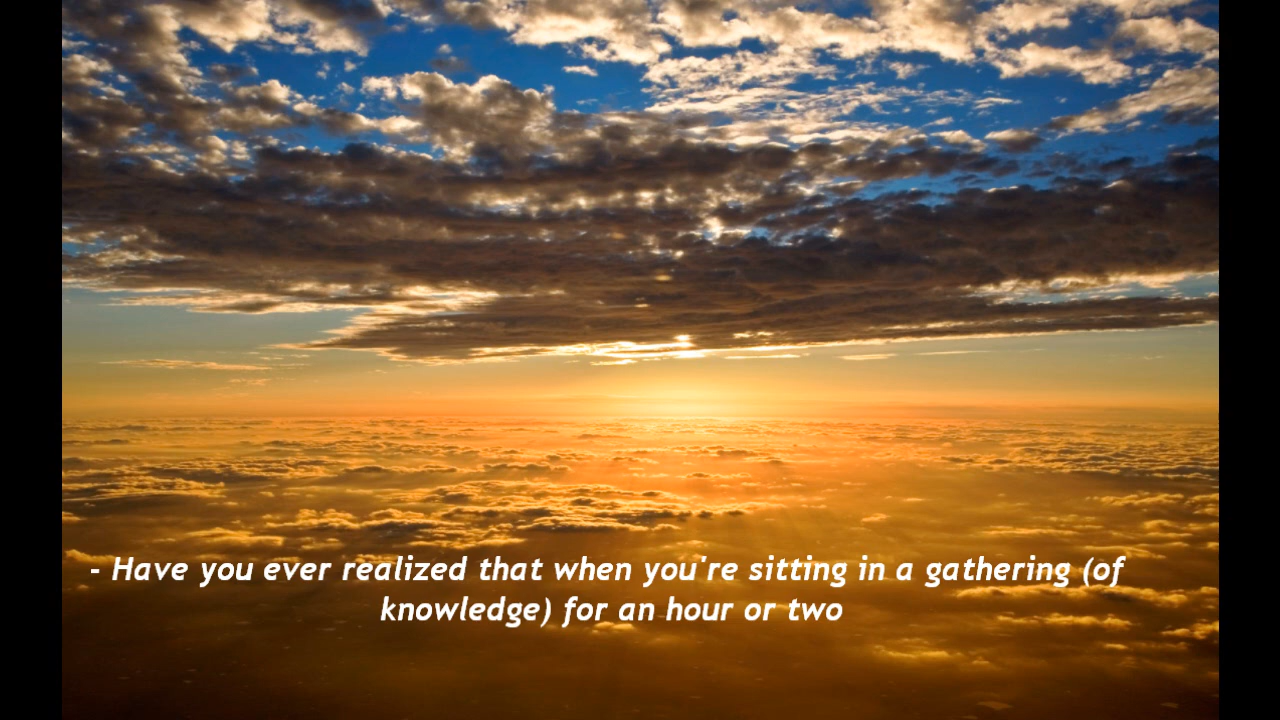 - Have you ever realized that when you're sitting in a gathering (of
knowledge) for an hour or two